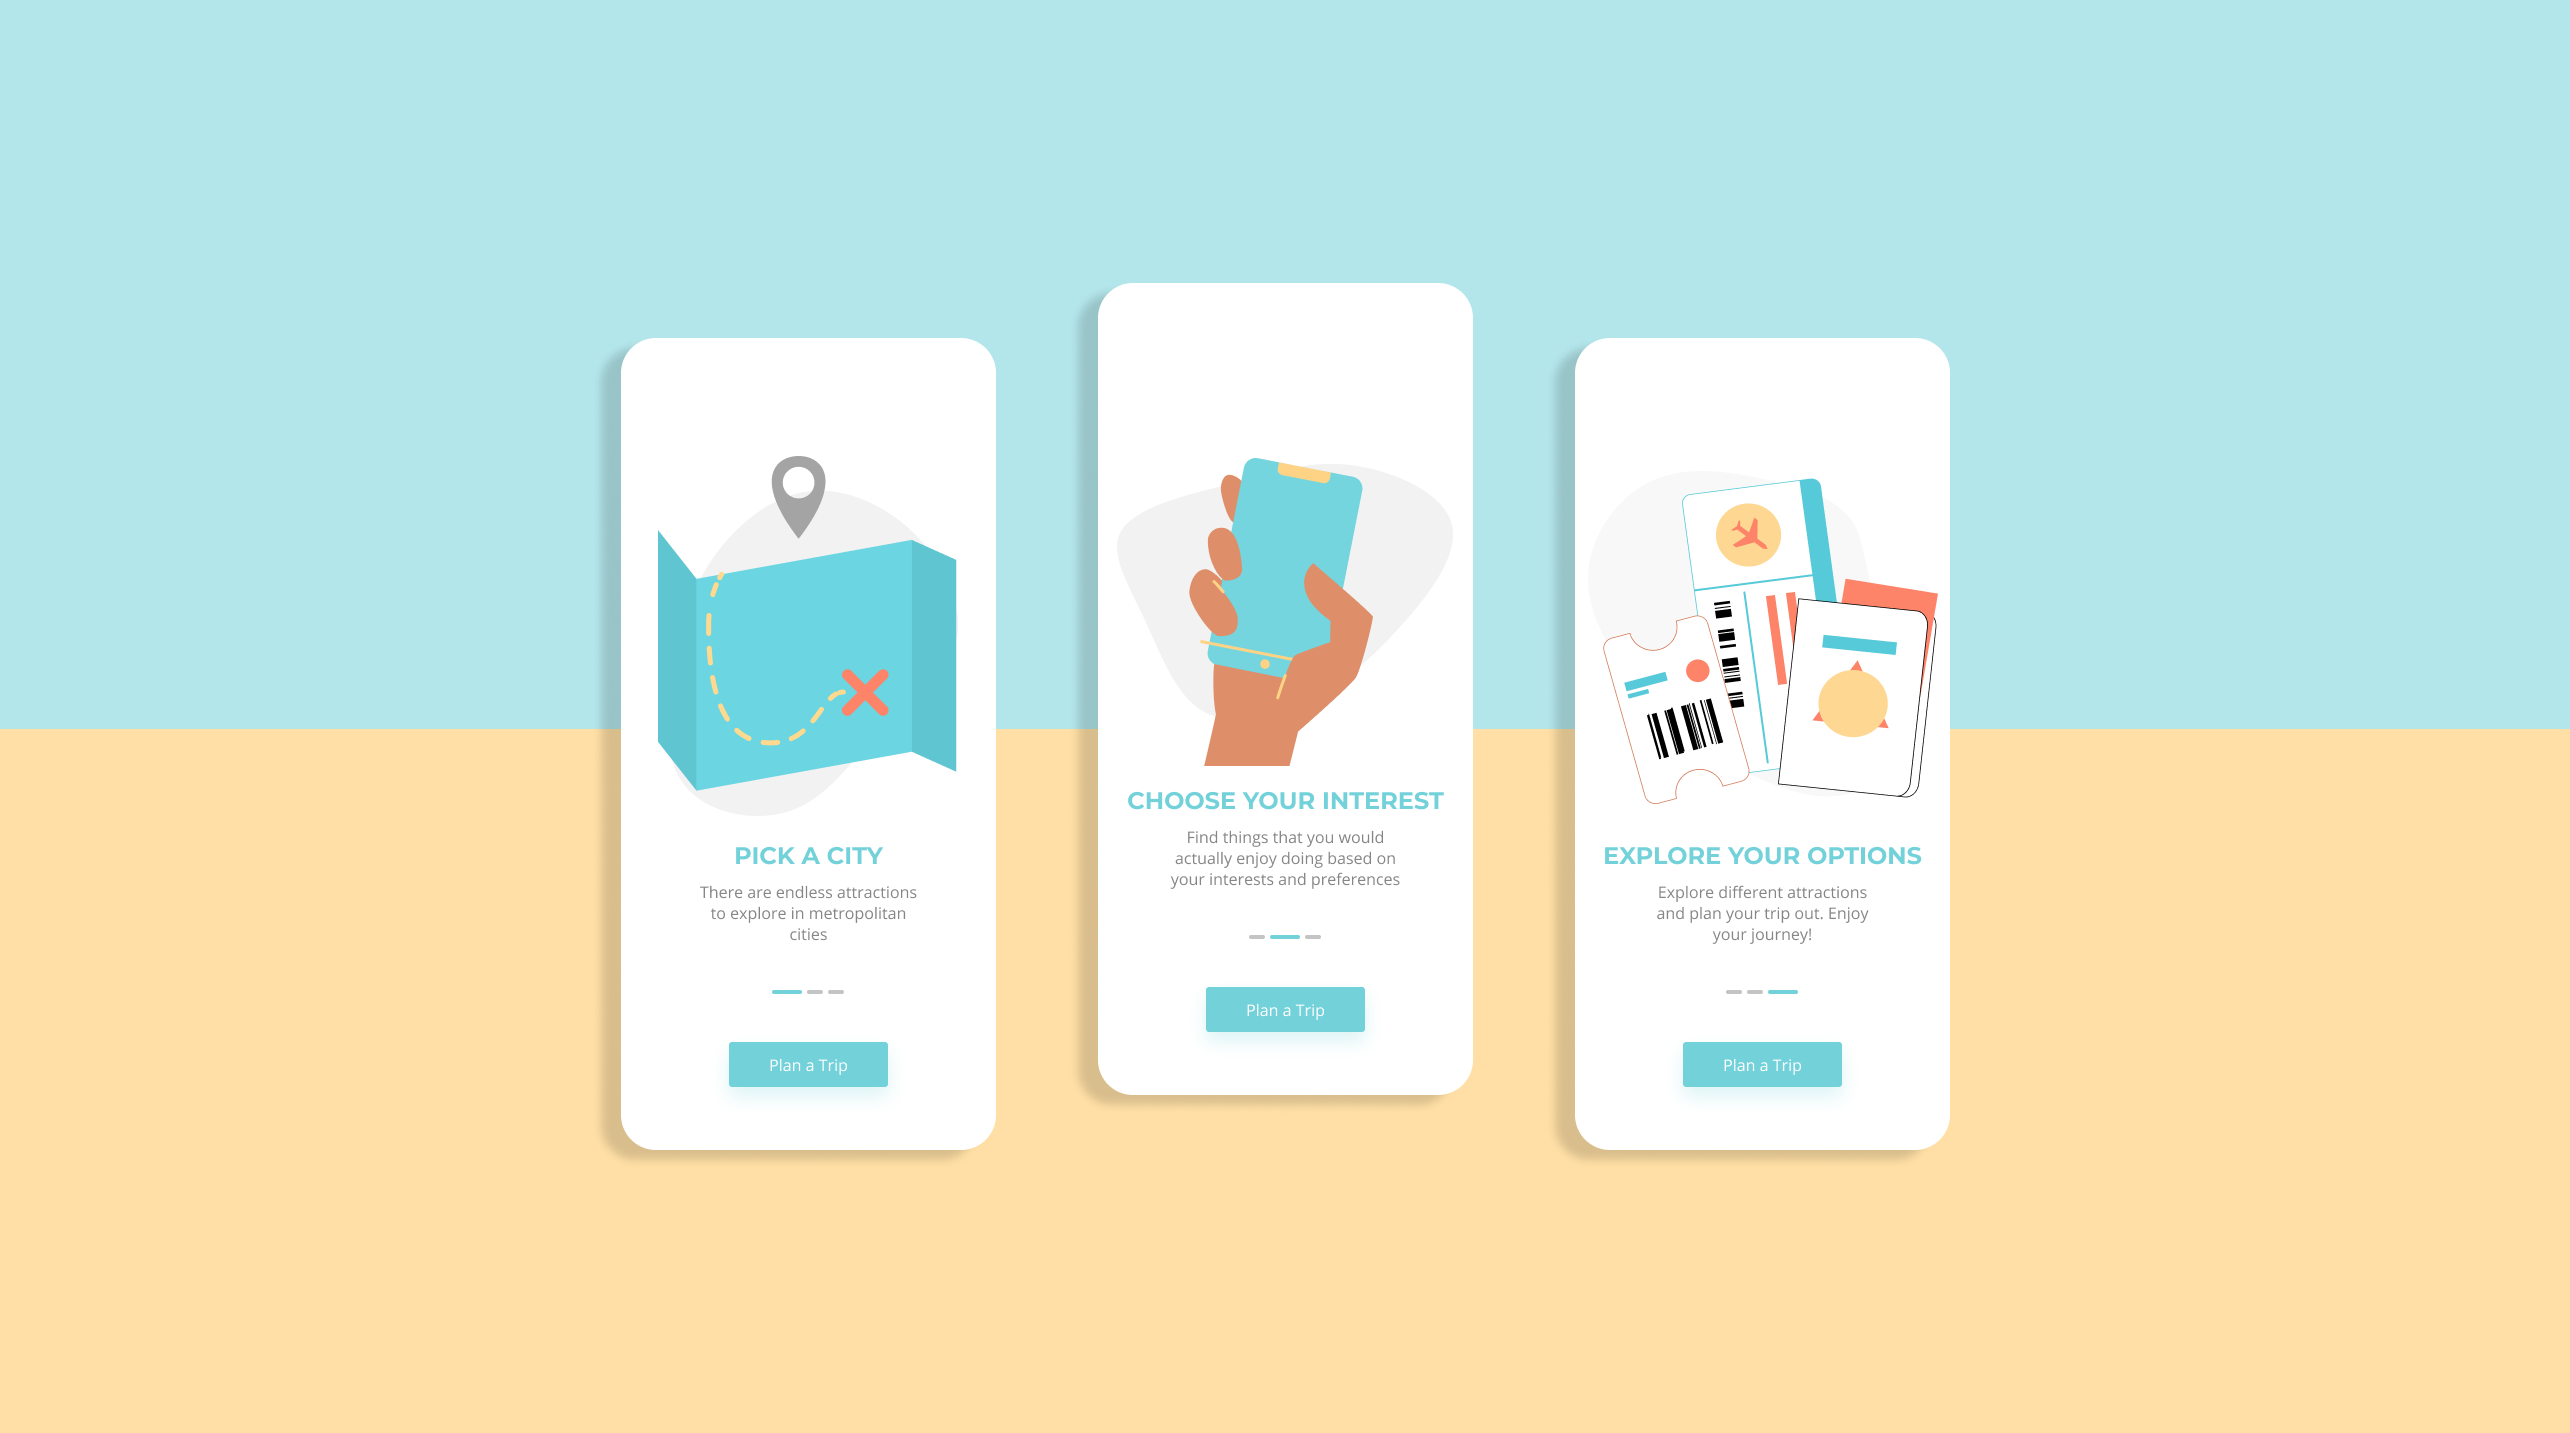 PICK A CITY
There are endless attractions
to explore in metropolitan
cities
Plan a Trip
CHOOSE YOUR INTEREST
Find things that you would
actually enjoy doing based on
your interests and preferences
Plan a Trip
EXPLORE YOUR OPTIONS
Explore different attractions
and plan your trip out. Enjoy
your journey!
Plan a Trip